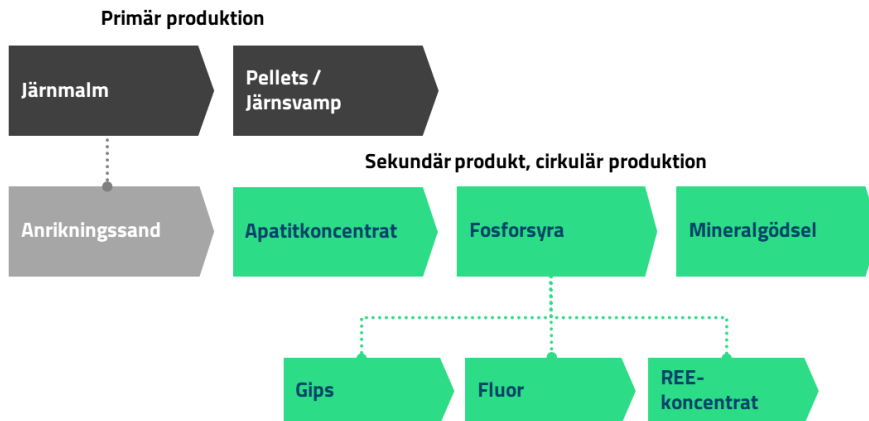 Primär produktion
Järnmalm
Pellets /
Järnsvamp
Sekundär produkt, cirkulär produktion
Anrikningssand
Apatitkoncentrat
Fosforsyra
Mineralgödsel
Gips
Fluor
REE-
koncentrat